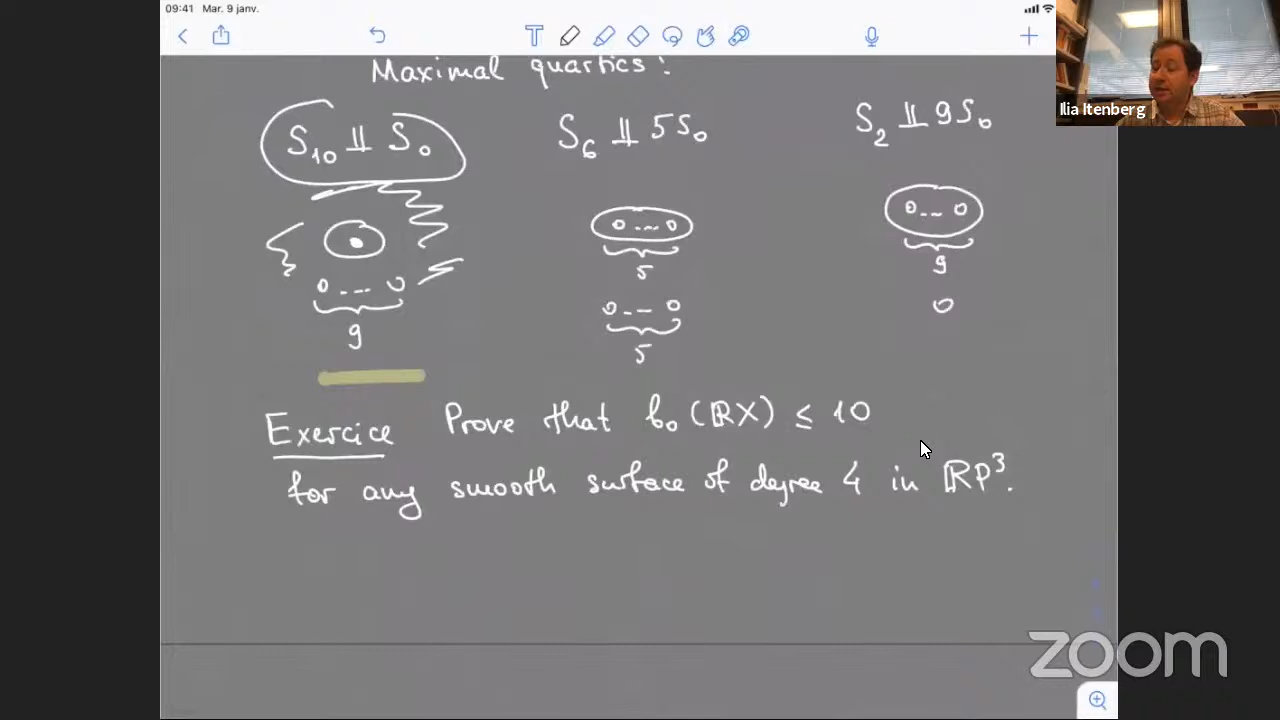 09:41 Mar. 9 janv.
Ilia Itenberg
Maximal quartics:
S₁₀ ⫫ S₀
S₆ ⫫ 5S₀
S₂ ⫫ 9S₀
5
9
9
5
Exercice Prove that b₀(ℝX) ≤ 10
for any smooth surface of degree 4 in ℝP³.
zoom